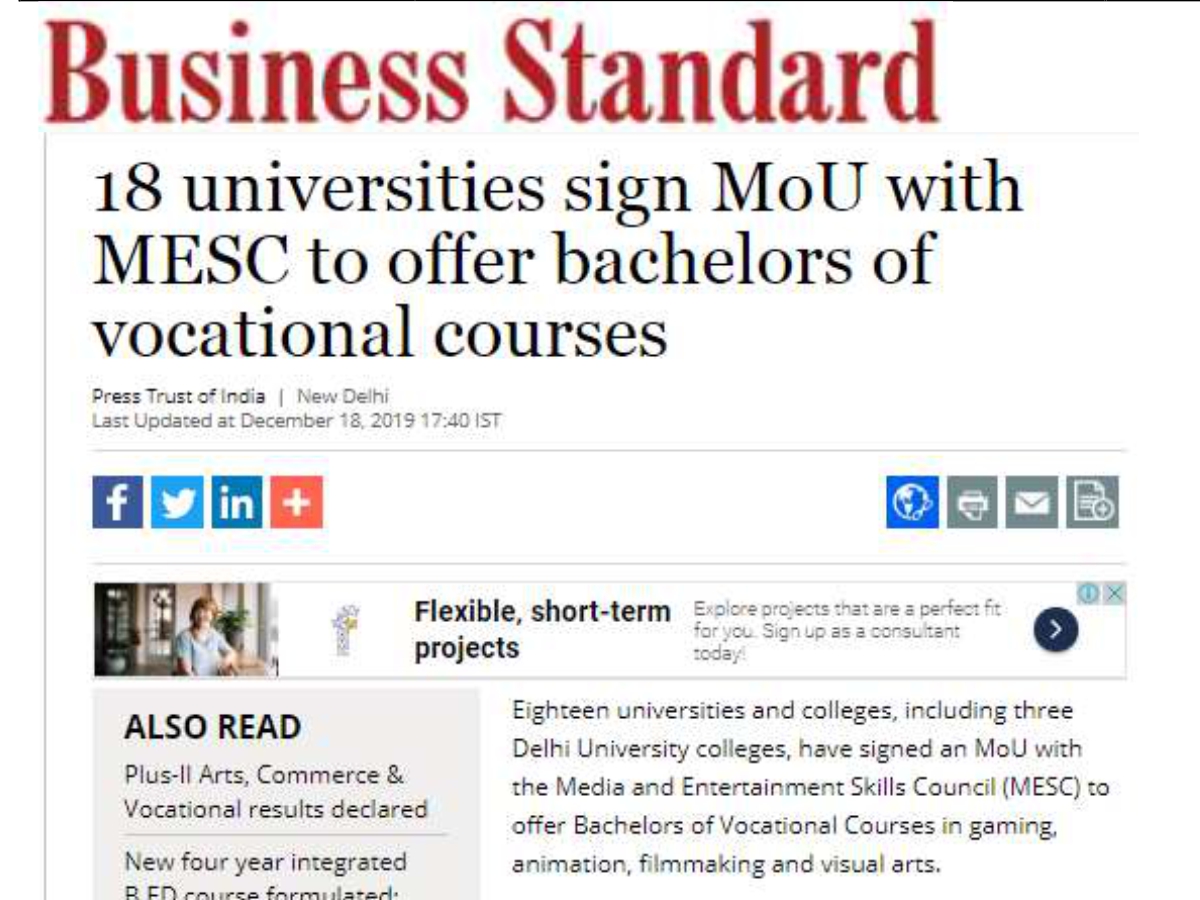 Business Standard
18 universities sign MoU with
MESC to offer bachelors of
vocational courses
Press Trust of India | New Delhi
Last Updated at December 18, 2019 17:40 IST
Flexible, short-term
projects
Explore projects that are a perfect fit
for you. Sign up as a consultant
today!
ALSO READ
Plus-II Arts, Commerce &
Vocational results declared
New four year integrated
B.ED course formulated:
Eighteen universities and colleges, including three
Delhi University colleges, have signed an MoU with
the Media and Entertainment Skills Council (MESC) to
offer Bachelors of Vocational Courses in gaming,
animation, filmmaking and visual arts.